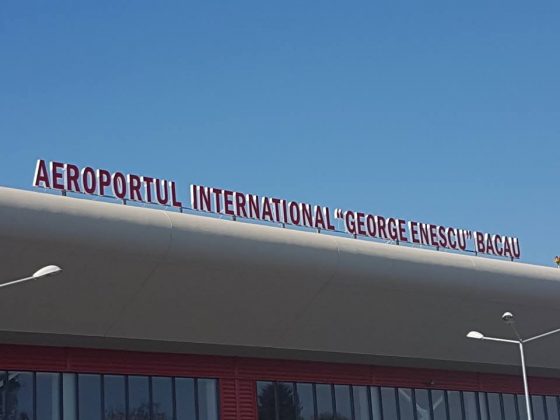 AEROPORTUL INTERNATIONAL "GEORGE ENESCU" BACAU